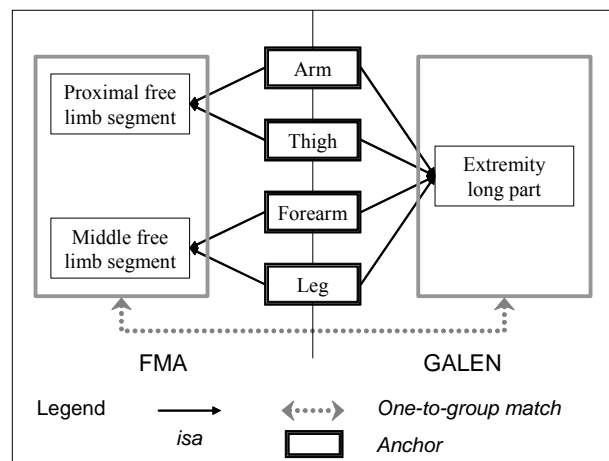 Arm
Proximal free
limb segment
Thigh
Extremity
long part
Forearm
Middle free
limb segment
Leg
FMA
GALEN
Legend
isa
One-to-group match
Anchor